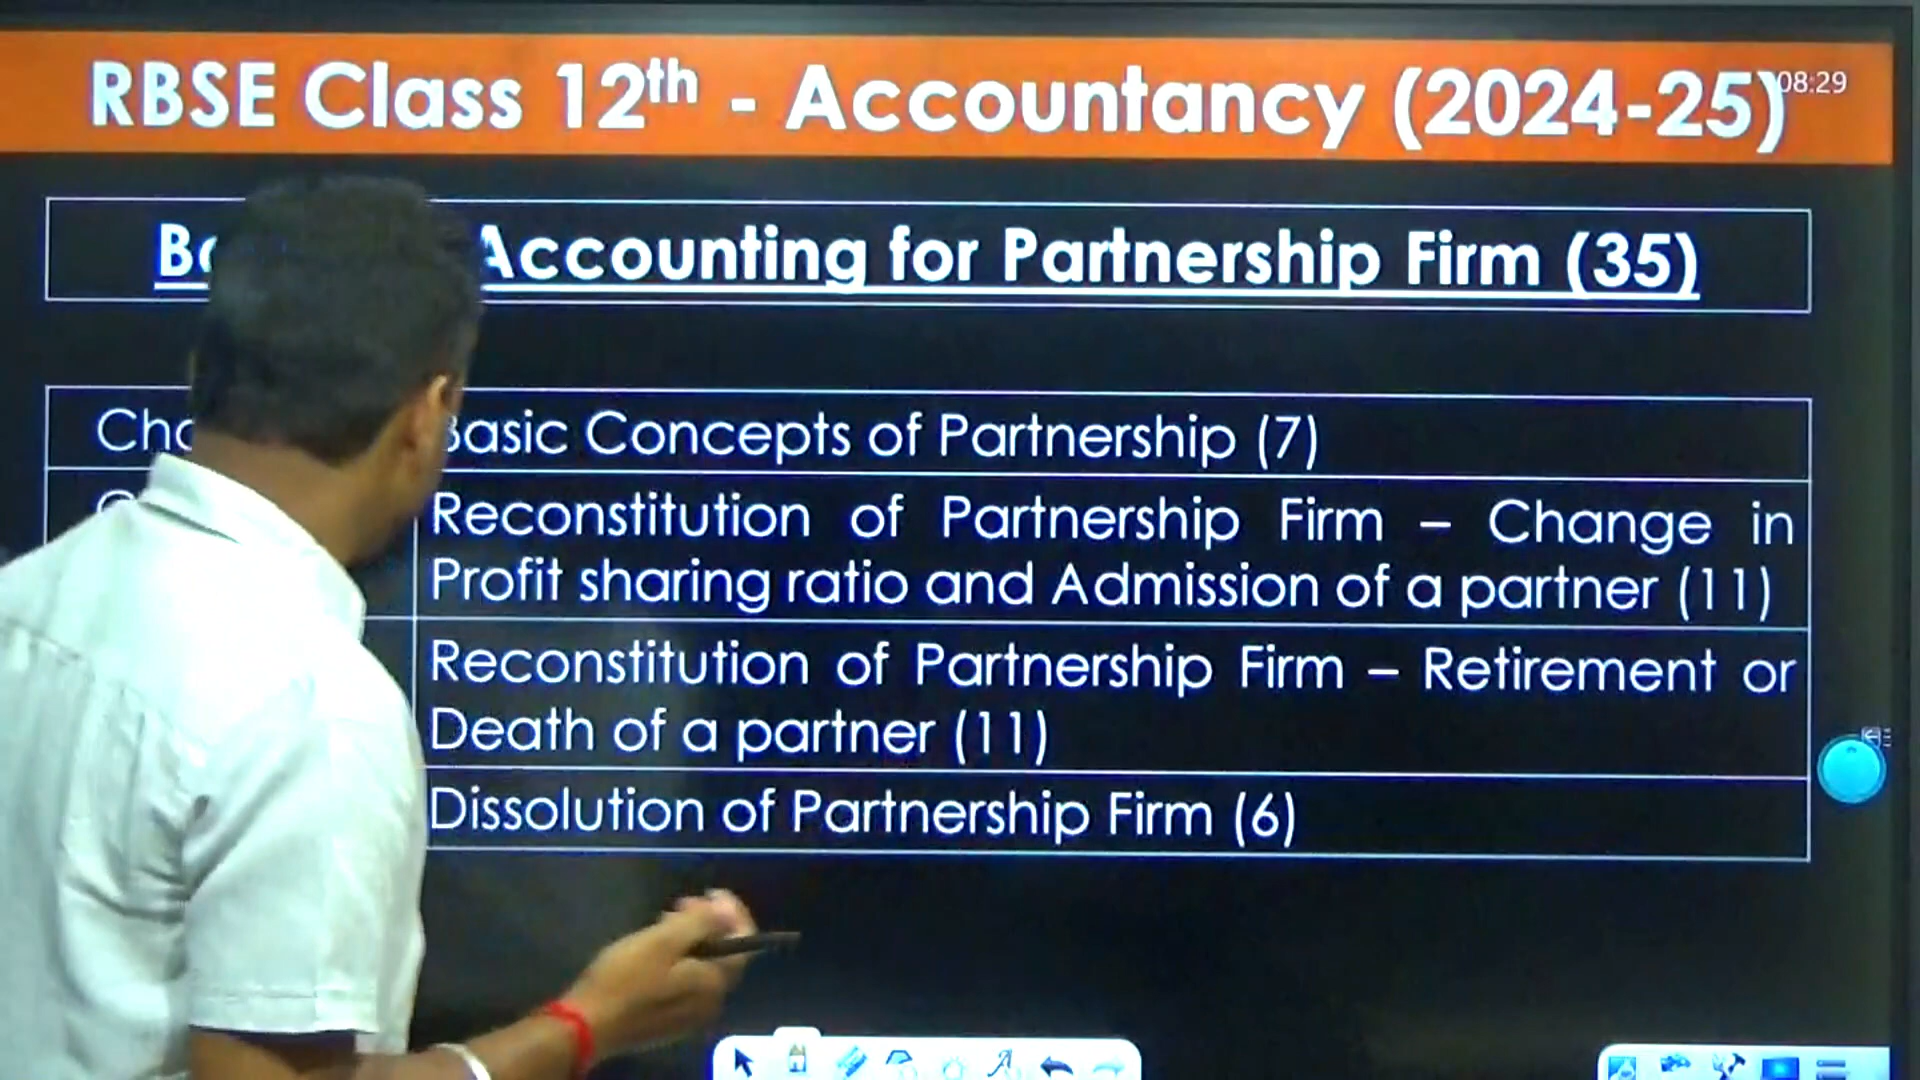 RBSE Class 12th - Accountancy (2024-25)
08:29
Accounting for Partnership Firm (35)
Basic Concepts of Partnership (7)
Reconstitution of Partnership Firm – Change in
Profit sharing ratio and Admission of a partner (11)
Reconstitution of Partnership Firm – Retirement or
Death of a partner (11)
Dissolution of Partnership Firm (6)